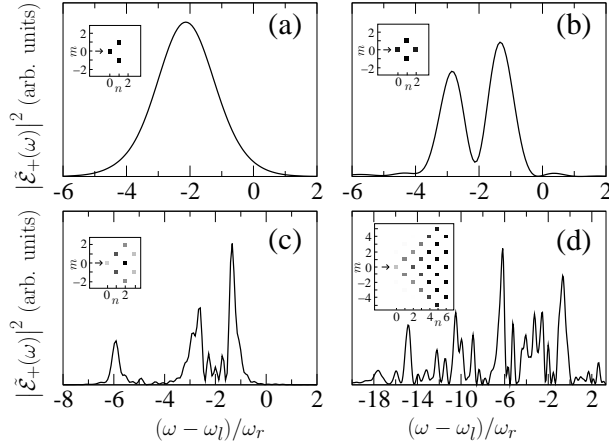 (a)
|Ẽ₊(ω)|² (arb. units)
m
2
0
−2
0 2
n
-6 -4 -2 0 2
(b)
m
2
0
−2
0 2
n
-6 -4 -2 0 2
(c)
|Ẽ₊(ω)|² (arb. units)
m
2
0
−2
0 2
n
-8 -6 -4 -2 0 2
(ω − ω_l)/ω_r
(d)
m
4
2
0
−2
−4
0 2 4 6
n
-18 -14 -10 -6 -2 2
(ω − ω_l)/ω_r